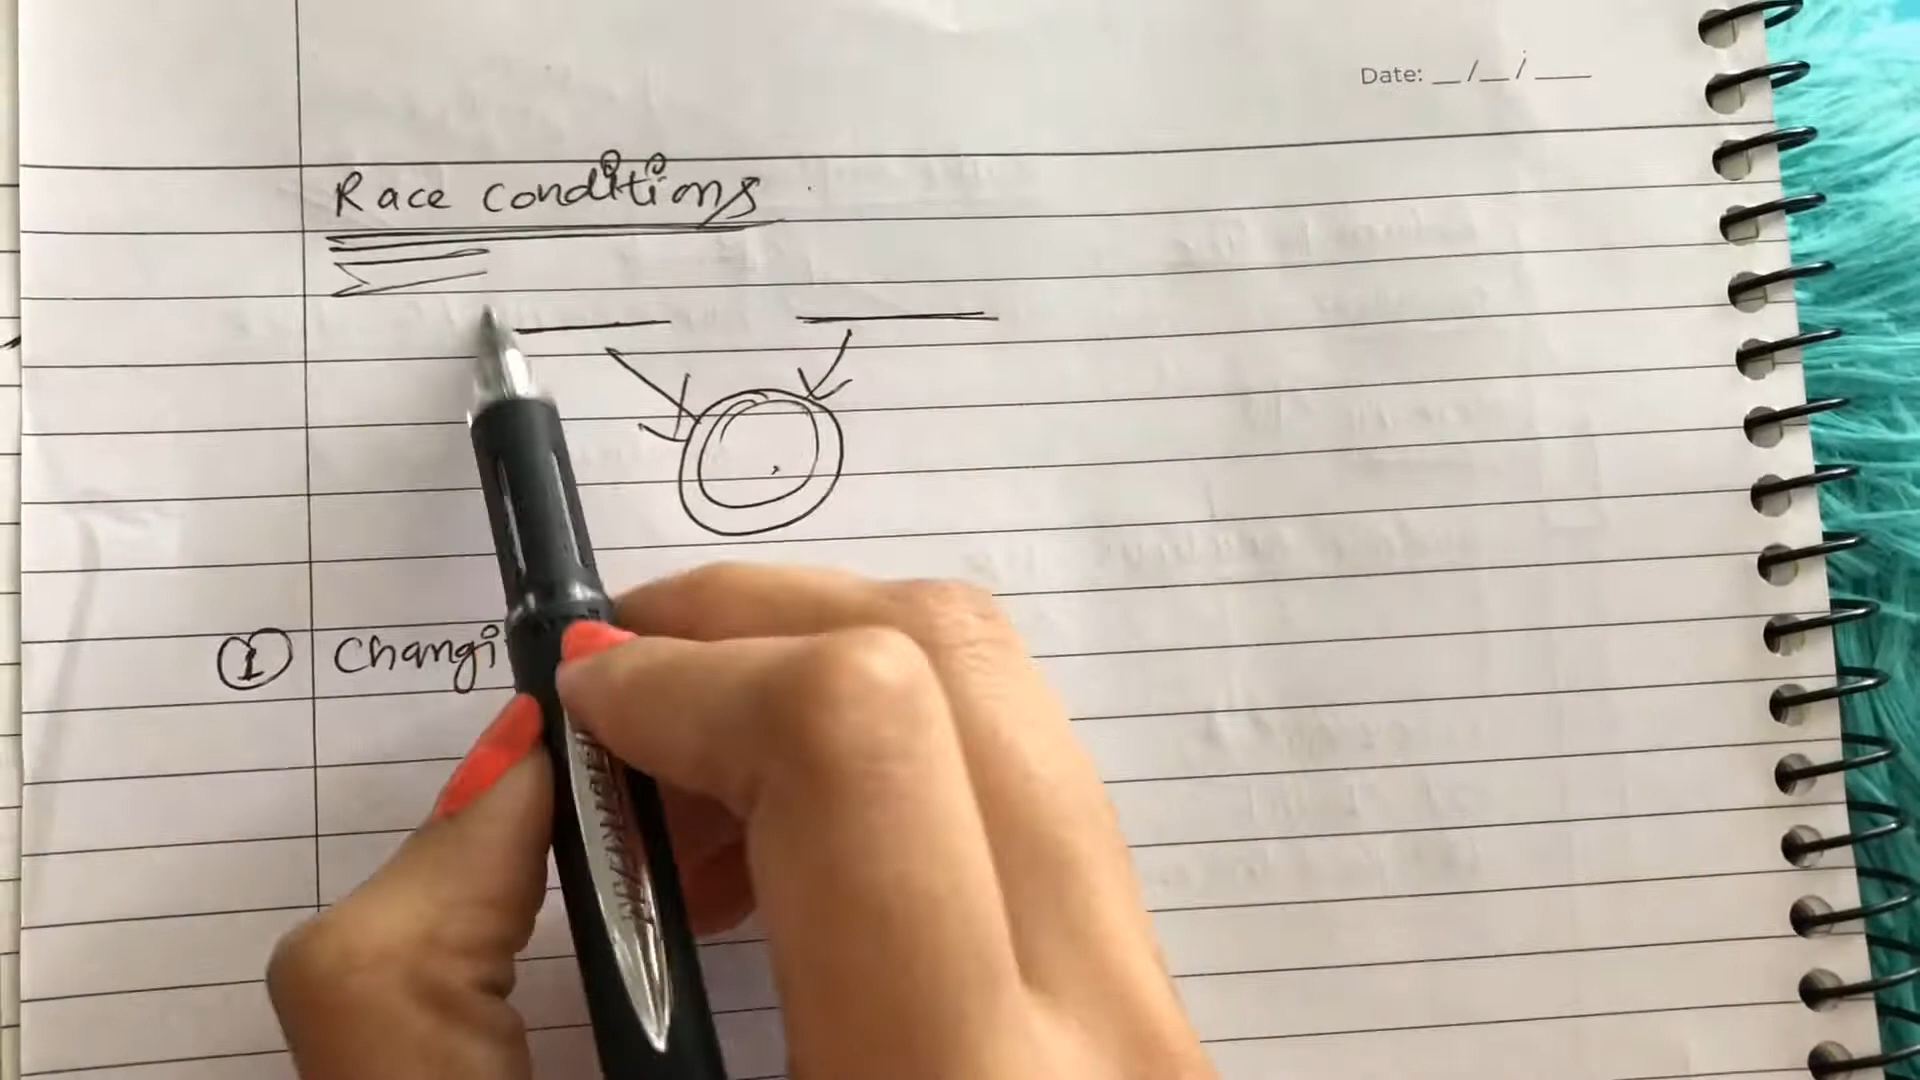 Date: __/__/____
Race conditions
1 Changi